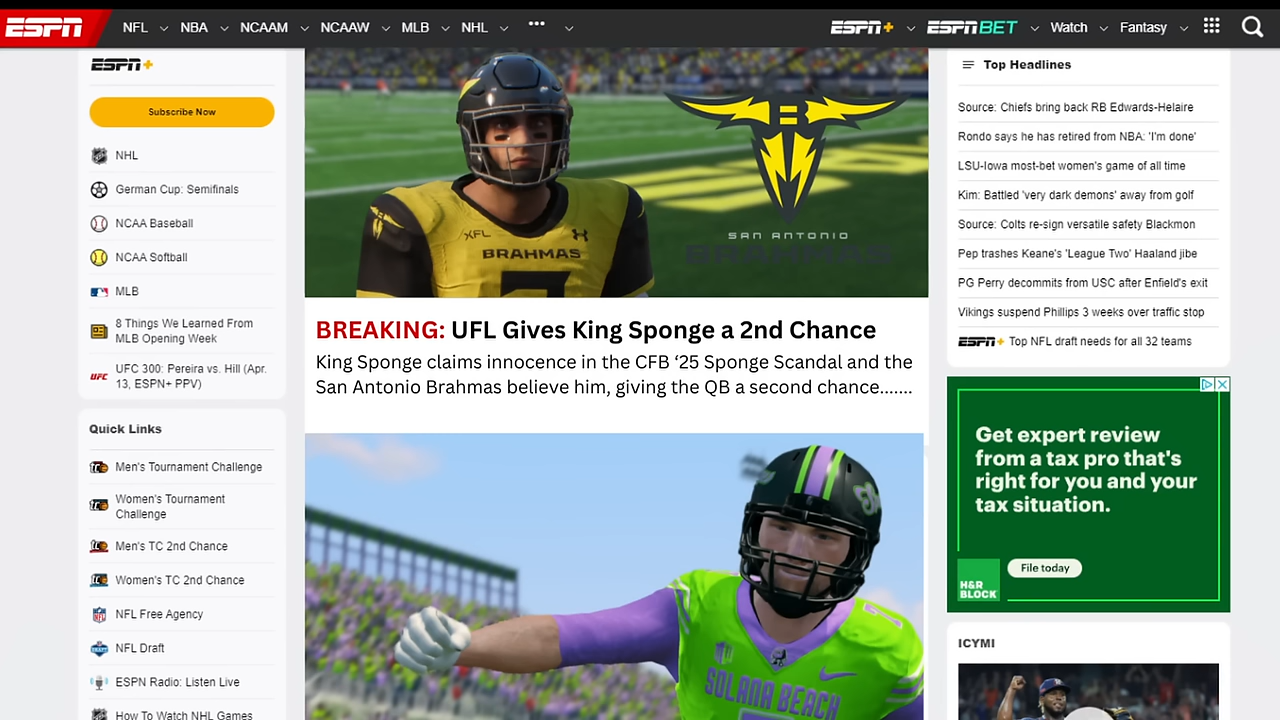 ESPN
NFL
NBA
NCAAM
NCAAW
MLB
NHL
•••
ESPN+
ESPN BET
Watch
Fantasy
ESPN+
Subscribe Now
NHL
German Cup: Semifinals
NCAA Baseball
NCAA Softball
MLB
8 Things We Learned From
MLB Opening Week
UFC
UFC 300: Pereira vs. Hill (Apr.
13, ESPN+ PPV)
Quick Links
Men's Tournament Challenge
Women's Tournament
Challenge
Men's TC 2nd Chance
Women's TC 2nd Chance
NFL Free Agency
NFL Draft
ESPN Radio: Listen Live
How To Watch NHL Games
XFL
BRAHMAS
SAN ANTONIO
BRAHMAS
BREAKING: UFL Gives King Sponge a 2nd Chance
King Sponge claims innocence in the CFB ‘25 Sponge Scandal and the
San Antonio Brahmas believe him, giving the QB a second chance.......
SOLANA BEACH
Top Headlines
Source: Chiefs bring back RB Edwards-Helaire
Rondo says he has retired from NBA: 'I'm done'
LSU-Iowa most-bet women's game of all time
Kim: Battled 'very dark demons' away from golf
Source: Colts re-sign versatile safety Blackmon
Pep trashes Keane's 'League Two' Haaland jibe
PG Perry decommits from USC after Enfield's exit
Vikings suspend Phillips 3 weeks over traffic stop
ESPN+ Top NFL draft needs for all 32 teams
Get expert review
from a tax pro that's
right for you and your
tax situation.
H&R
BLOCK
File today
ICYMI